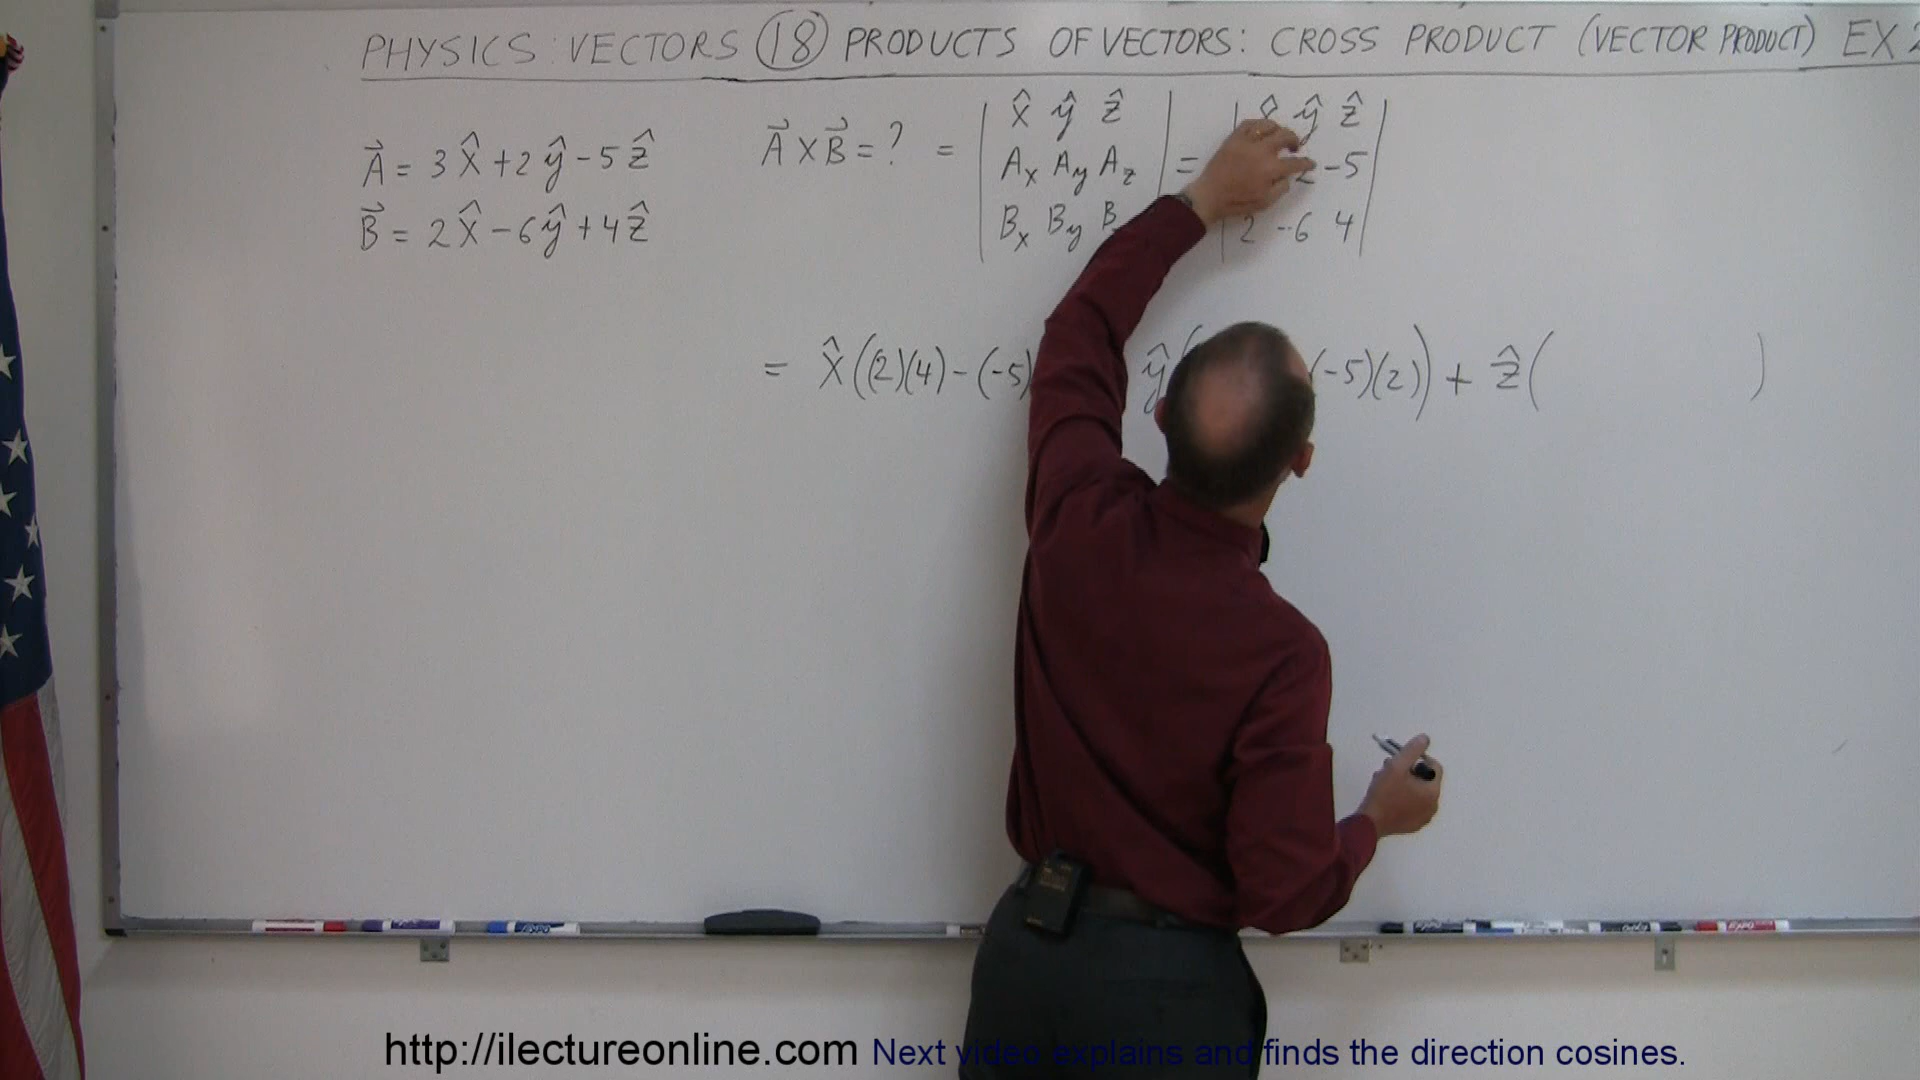 PHYSICS: VECTORS 18 PRODUCTS OF VECTORS: CROSS PRODUCT (VECTOR PRODUCT) EX
A⃗ = 3x̂ + 2ŷ - 5ẑ
B⃗ = 2x̂ - 6ŷ + 4ẑ
A⃗ x B⃗ = ? = | x̂ ŷ ẑ | = | x̂ ŷ ẑ |
Ax Ay Az 2 -5
Bx By B 2 -6 4
= x̂((2)(4) - (-5) ŷ( (-5)(2)) + ẑ( )
EXPO
EXPO
http://ilectureonline.com Next video explains and finds the direction cosines.